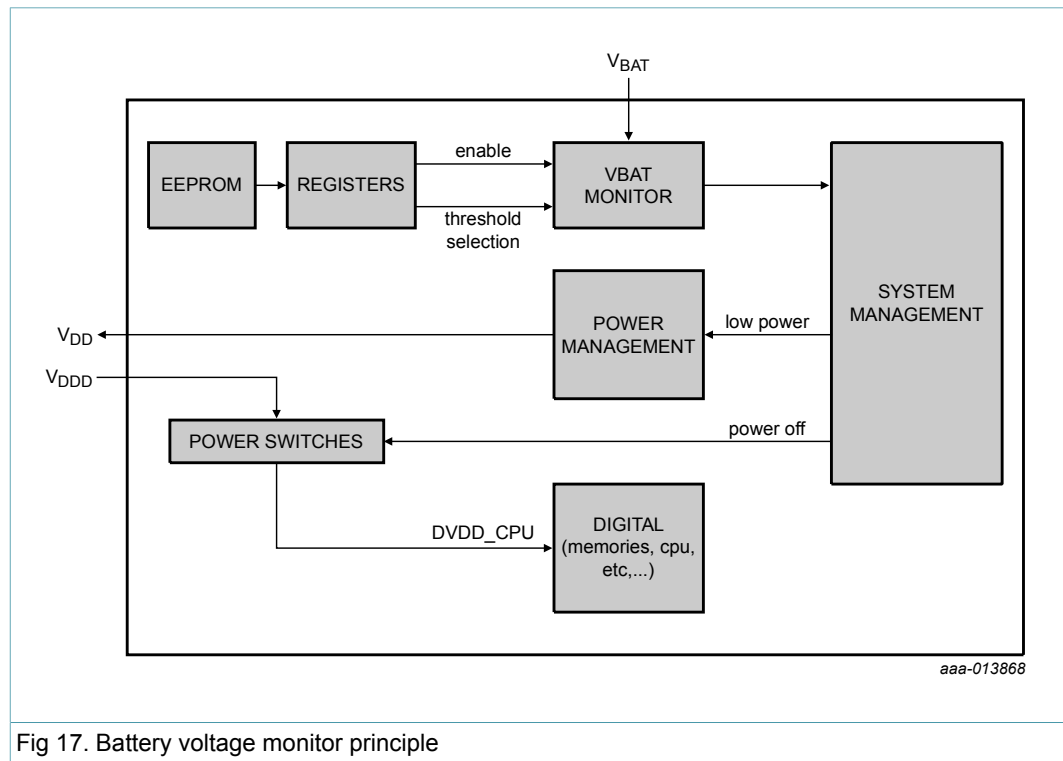 VBAT
EEPROM
REGISTERS
enable
threshold
selection
VBAT
MONITOR
SYSTEM
MANAGEMENT
VDD
POWER
MANAGEMENT
low power
VDDD
POWER SWITCHES
power off
DVDD_CPU
DIGITAL
(memories, cpu,
etc,...)
aaa-013868
Fig 17. Battery voltage monitor principle